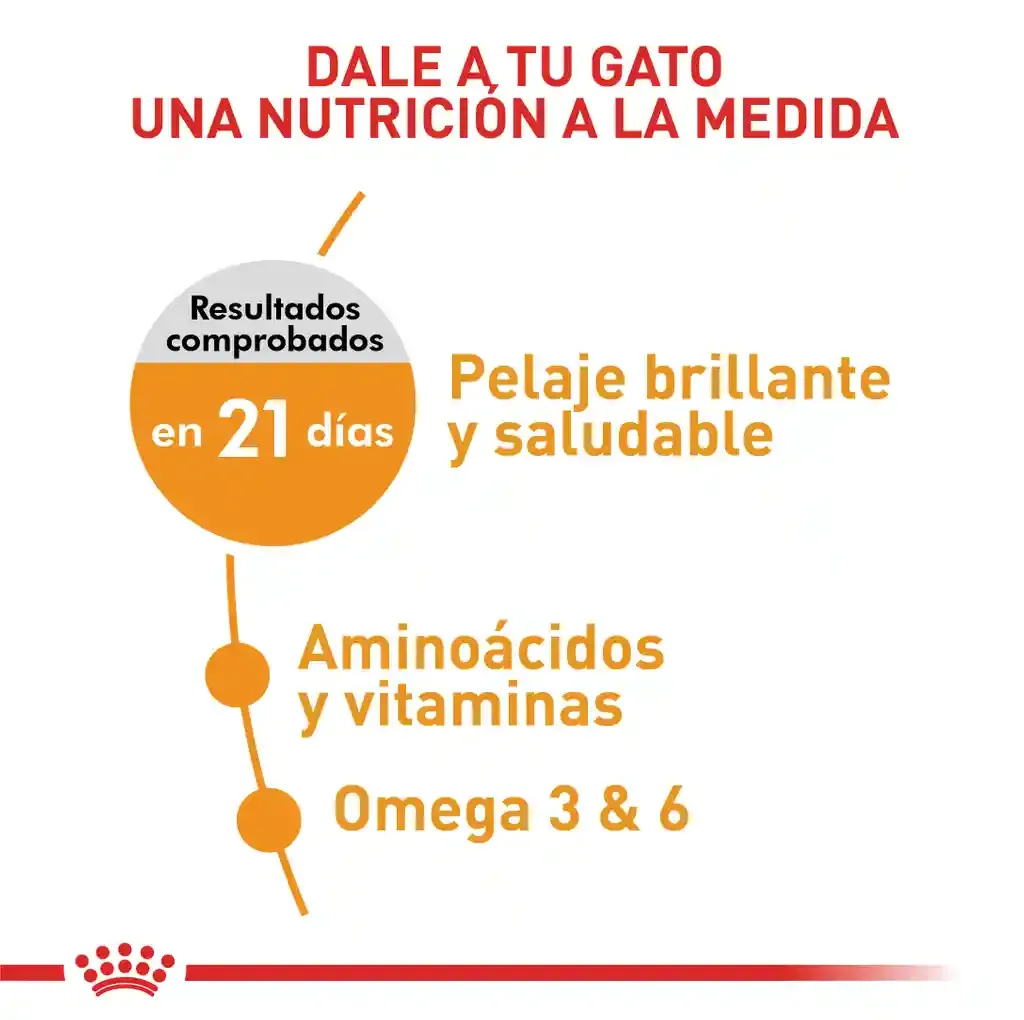 DALE A TU GATO
UNA NUTRICIÓN A LA MEDIDA
Resultados
comprobados
en 21 días
Pelaje brillante
y saludable
Aminoácidos
y vitaminas
Omega 3 & 6